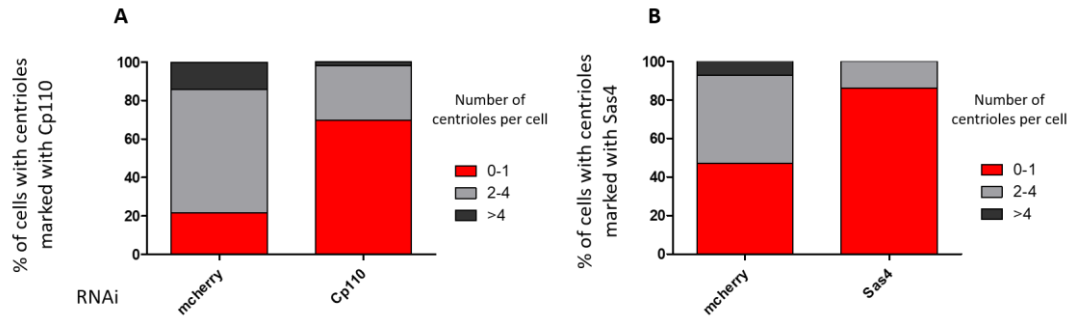 A
% of cells with centrioles
marked with Cp110
100
80
60
40
20
0
mcherry
Cp110
RNAi
Number of
centrioles per cell
0-1
2-4
>4
B
% of cells with centrioles
marked with Sas4
100
80
60
40
20
0
mcherry
Sas4
Number of
centrioles per cell
0-1
2-4
>4